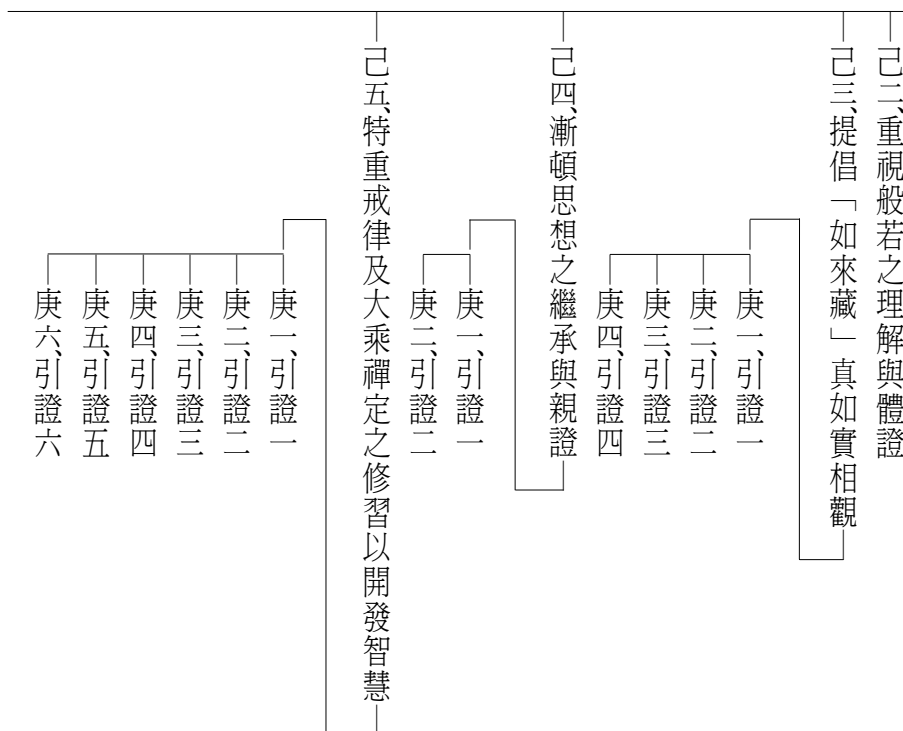 己二、重視般若之理解與體證
己三、提倡「如來藏」真如實相觀
庚一、引證一
庚二、引證二
庚三、引證三
庚四、引證四
己四、漸頓思想之繼承與親證
庚一、引證一
庚二、引證二
己五、特重戒律及大乘禪定之修習以開發智慧
庚一、引證一
庚二、引證二
庚三、引證三
庚四、引證四
庚五、引證五
庚六、引證六